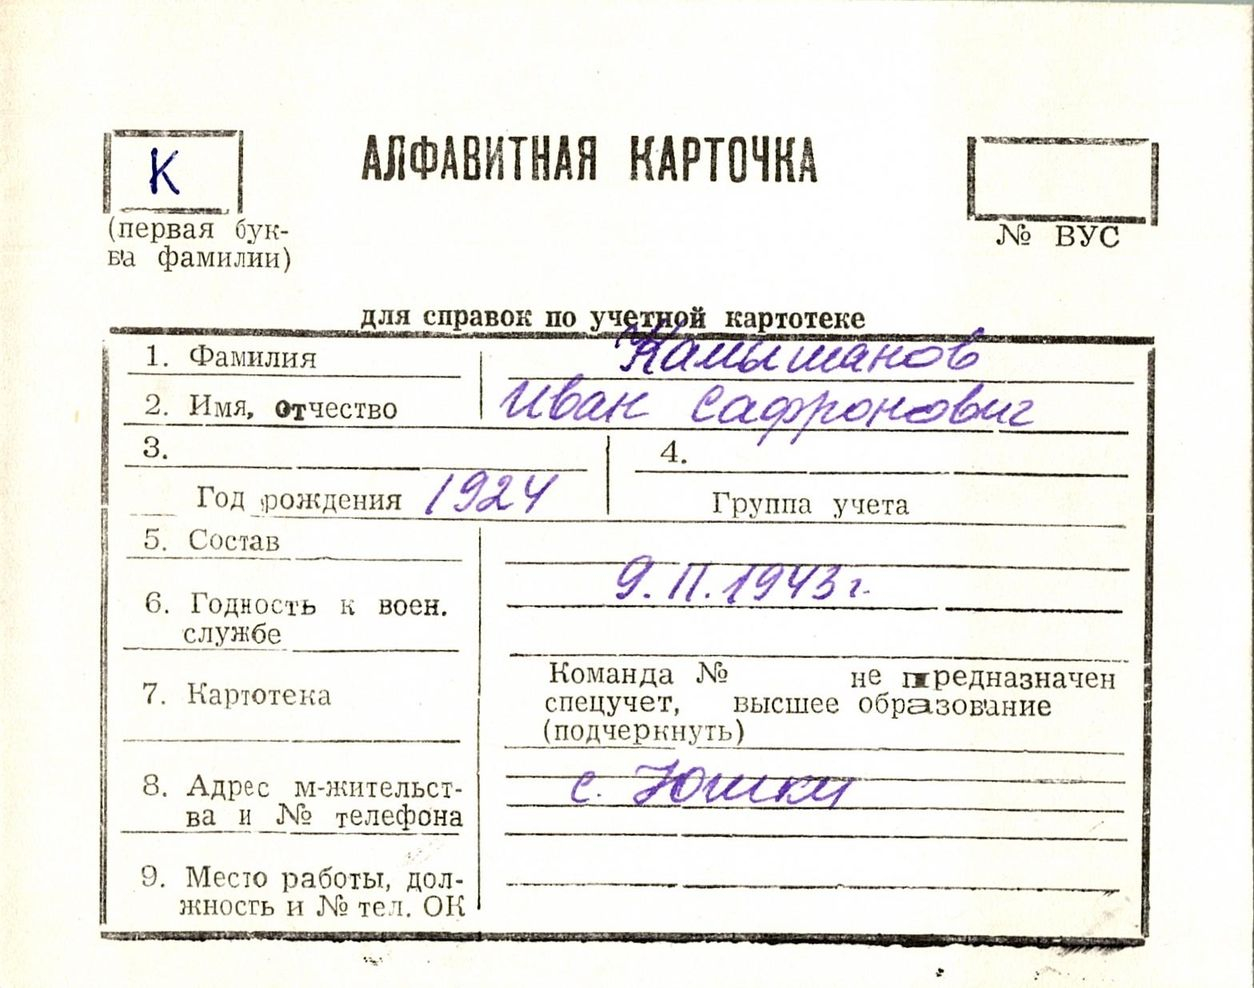 К
АЛФАВИТНАЯ КАРТОЧКА
(первая бук-
ва фамилии)
№ ВУС
для справок по учетной картотеке
1. Фамилия Камышанов
2. Имя, отчество Иван Сафронович
3.
4.
Год рождения 1924
Группа учета
5. Состав
9.II.1943 г.
6. Годность к воен.
службе
7. Картотека
Команда № не предназначен
спецучет, высшее образование
(подчеркнуть)
8. Адрес м-жительст-
ва и № телефона
с. Юшки
9. Место работы, дол-
жность и № тел. ОК